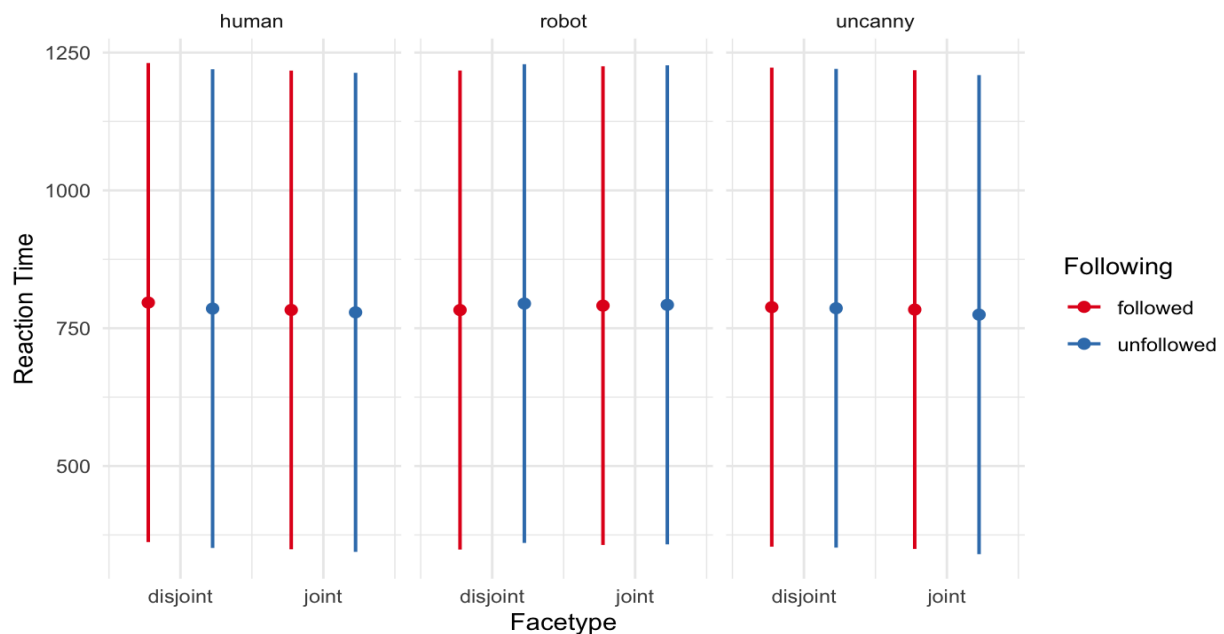 human robot uncanny
1250
1000
750
500
Reaction Time
disjoint joint disjoint joint disjoint joint
Facetype
Following
followed
unfollowed